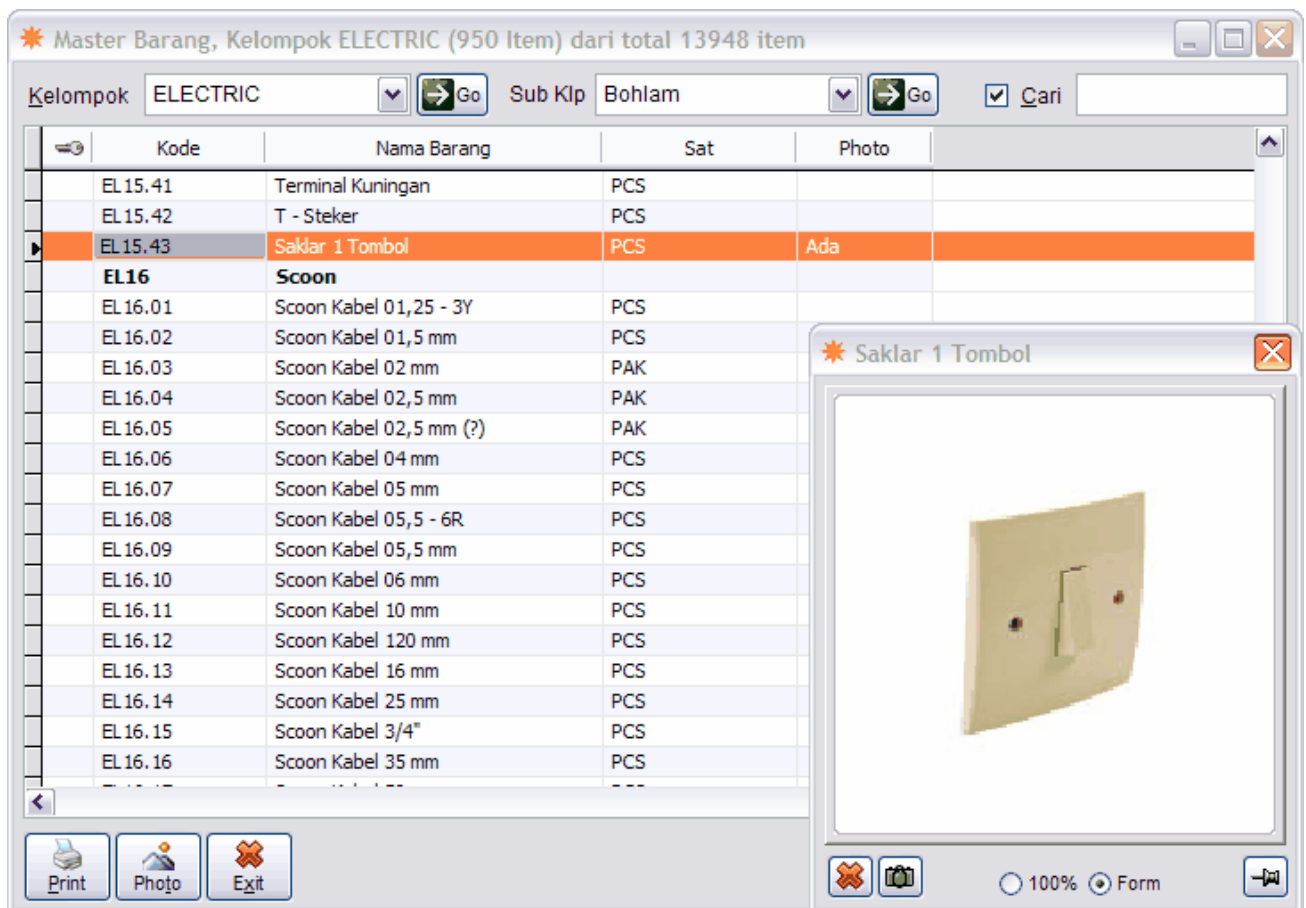 Master Barang, Kelompok ELECTRIC (950 Item) dari total 13948 item
Kelompok ELECTRIC Go Sub Klp Bohlam Go Cari
Kode Nama Barang Sat Photo
EL15.41 Terminal Kuningan PCS
EL15.42 T - Steker PCS
EL15.43 Saklar 1 Tombol PCS Ada
EL16 Scoon
EL16.01 Scoon Kabel 01,25 - 3Y PCS
EL16.02 Scoon Kabel 01,5 mm PCS
EL16.03 Scoon Kabel 02 mm PAK
EL16.04 Scoon Kabel 02,5 mm PAK
EL16.05 Scoon Kabel 02,5 mm (?) PAK
EL16.06 Scoon Kabel 04 mm PCS
EL16.07 Scoon Kabel 05 mm PCS
EL16.08 Scoon Kabel 05,5 - 6R PCS
EL16.09 Scoon Kabel 05,5 mm PCS
EL16.10 Scoon Kabel 06 mm PCS
EL16.11 Scoon Kabel 10 mm PCS
EL16.12 Scoon Kabel 120 mm PCS
EL16.13 Scoon Kabel 16 mm PCS
EL16.14 Scoon Kabel 25 mm PCS
EL16.15 Scoon Kabel 3/4" PCS
EL16.16 Scoon Kabel 35 mm PCS
Print Photo Exit
Saklar 1 Tombol
100% Form